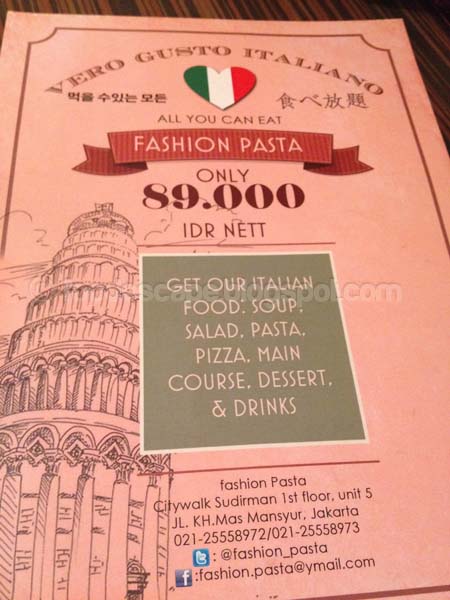 VERO GUSTO ITALIANO
먹을 수있는 모든
食べ放題
ALL YOU CAN EAT
FASHION PASTA
ONLY
89.000
IDR NETT
GET OUR ITALIAN
FOOD. SOUP,
SALAD, PASTA,
PIZZA, MAIN
COURSE, DESSERT,
& DRINKS
fashion Pasta
Citywalk Sudirman 1st floor, unit 5
JL. KH.Mas Mansyur, Jakarta
021-25558972/021-25558973
: @fashion_pasta
:fashion.pasta@ymail.com